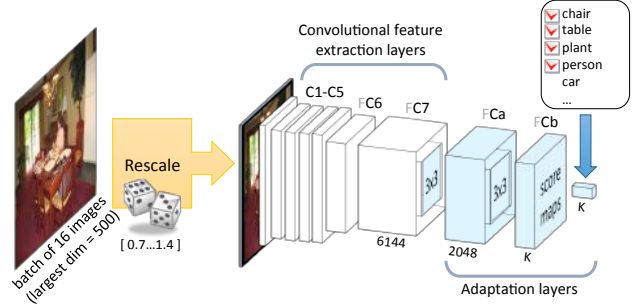 chair
table
plant
person
car
...
Convolutional feature
extraction layers
C1-C5
FC6
FC7
FCa
FCb
Rescale
[ 0.7...1.4 ]
batch of 16 images
(largest dim = 500)
3x3
3x3
score
maps
K
6144
2048
K
Adaptation layers